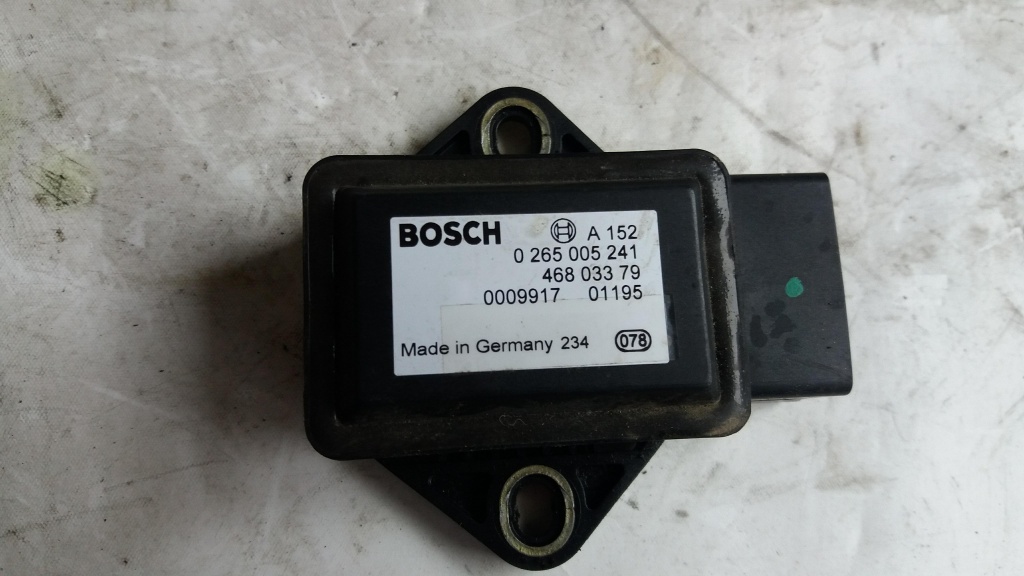 BOSCH A 152
0 265 005 241
468 033 79
0009917 01195
Made in Germany 234 078